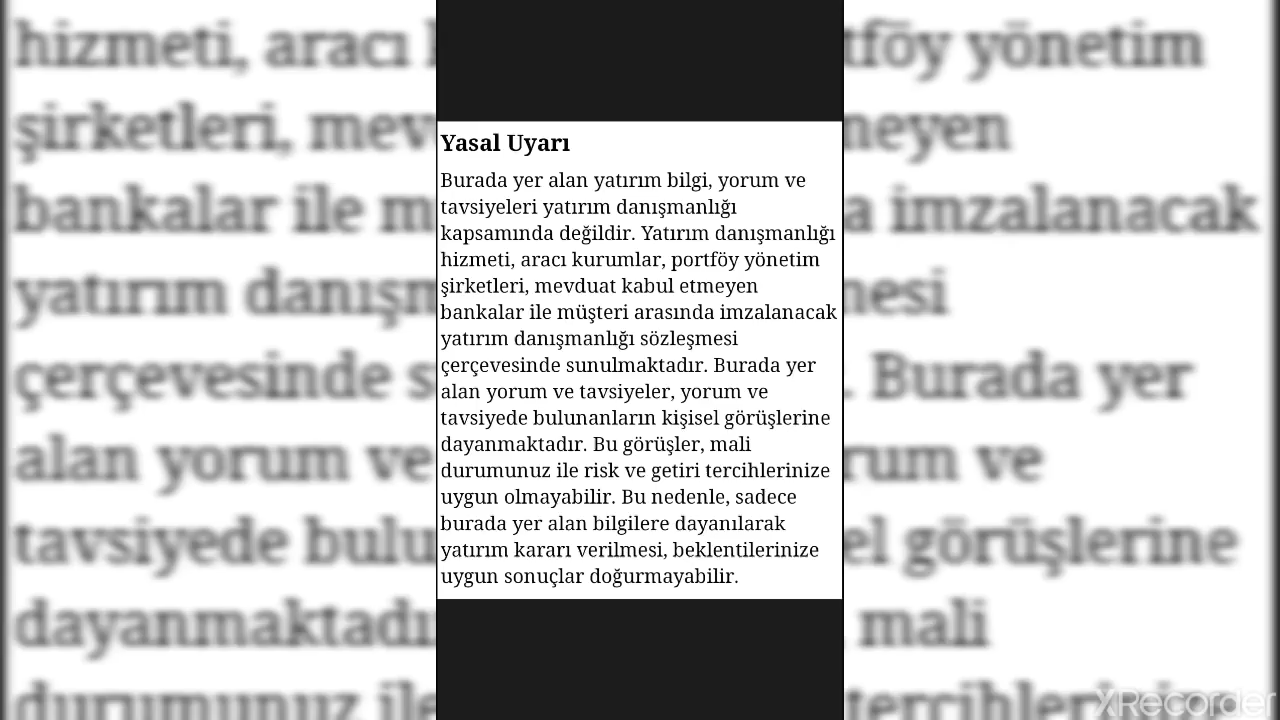 Yasal Uyarı
Burada yer alan yatırım bilgi, yorum ve
tavsiyeleri yatırım danışmanlığı
kapsamında değildir. Yatırım danışmanlığı
hizmeti, aracı kurumlar, portföy yönetim
şirketleri, mevduat kabul etmeyen
bankalar ile müşteri arasında imzalanacak
yatırım danışmanlığı sözleşmesi
çerçevesinde sunulmaktadır. Burada yer
alan yorum ve tavsiyeler, yorum ve
tavsiyede bulunanların kişisel görüşlerine
dayanmaktadır. Bu görüşler, mali
durumunuz ile risk ve getiri tercihlerinize
uygun olmayabilir. Bu nedenle, sadece
burada yer alan bilgilere dayanılarak
yatırım kararı verilmesi, beklentilerinize
uygun sonuçlar doğurmayabilir.
XRecorder